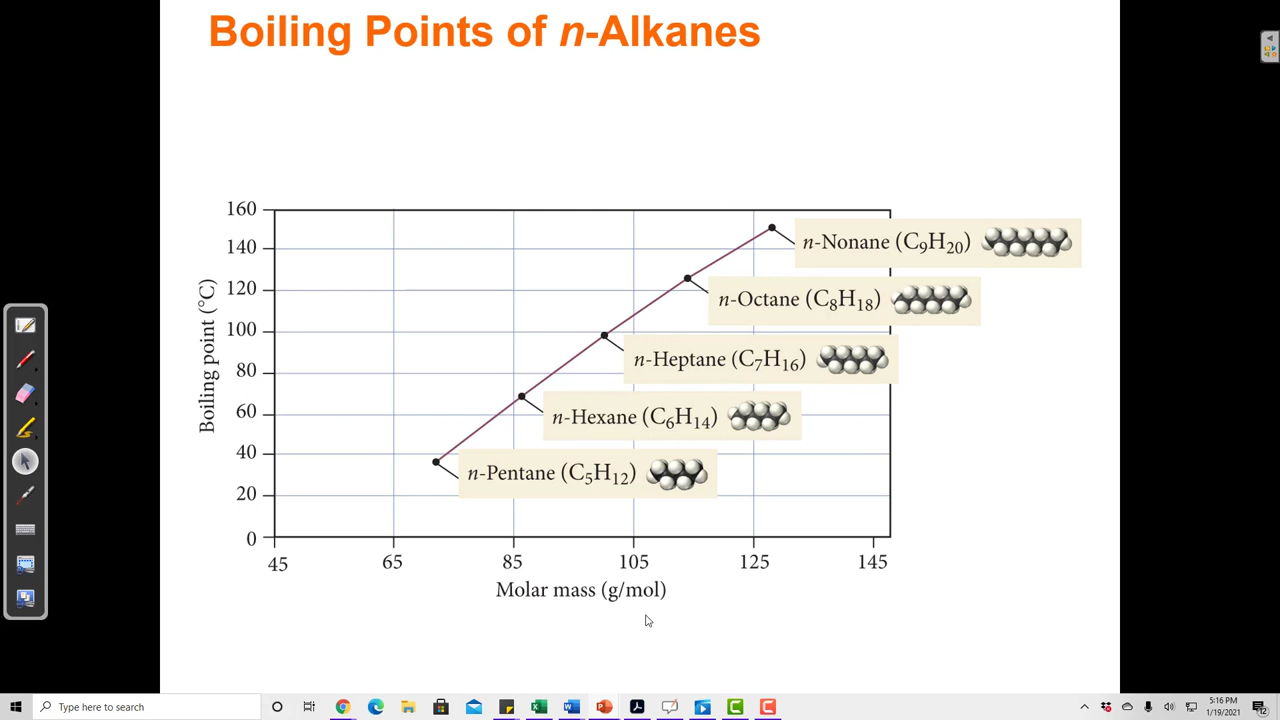 Boiling Points of n-Alkanes
160
140
120
100
80
60
40
20
0
Boiling point (°C)
n-Nonane (C₉H₂₀)
n-Octane (C₈H₁₈)
n-Heptane (C₇H₁₆)
n-Hexane (C₆H₁₄)
n-Pentane (C₅H₁₂)
45 65 85 105 125 145
Molar mass (g/mol)
Type here to search
5:16 PM
1/19/2021
12